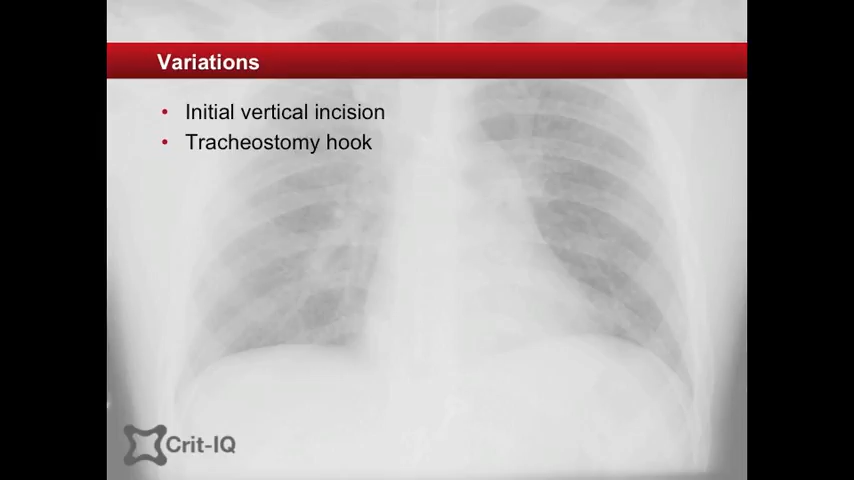 Variations
• Initial vertical incision
• Tracheostomy hook
Crit-IQ